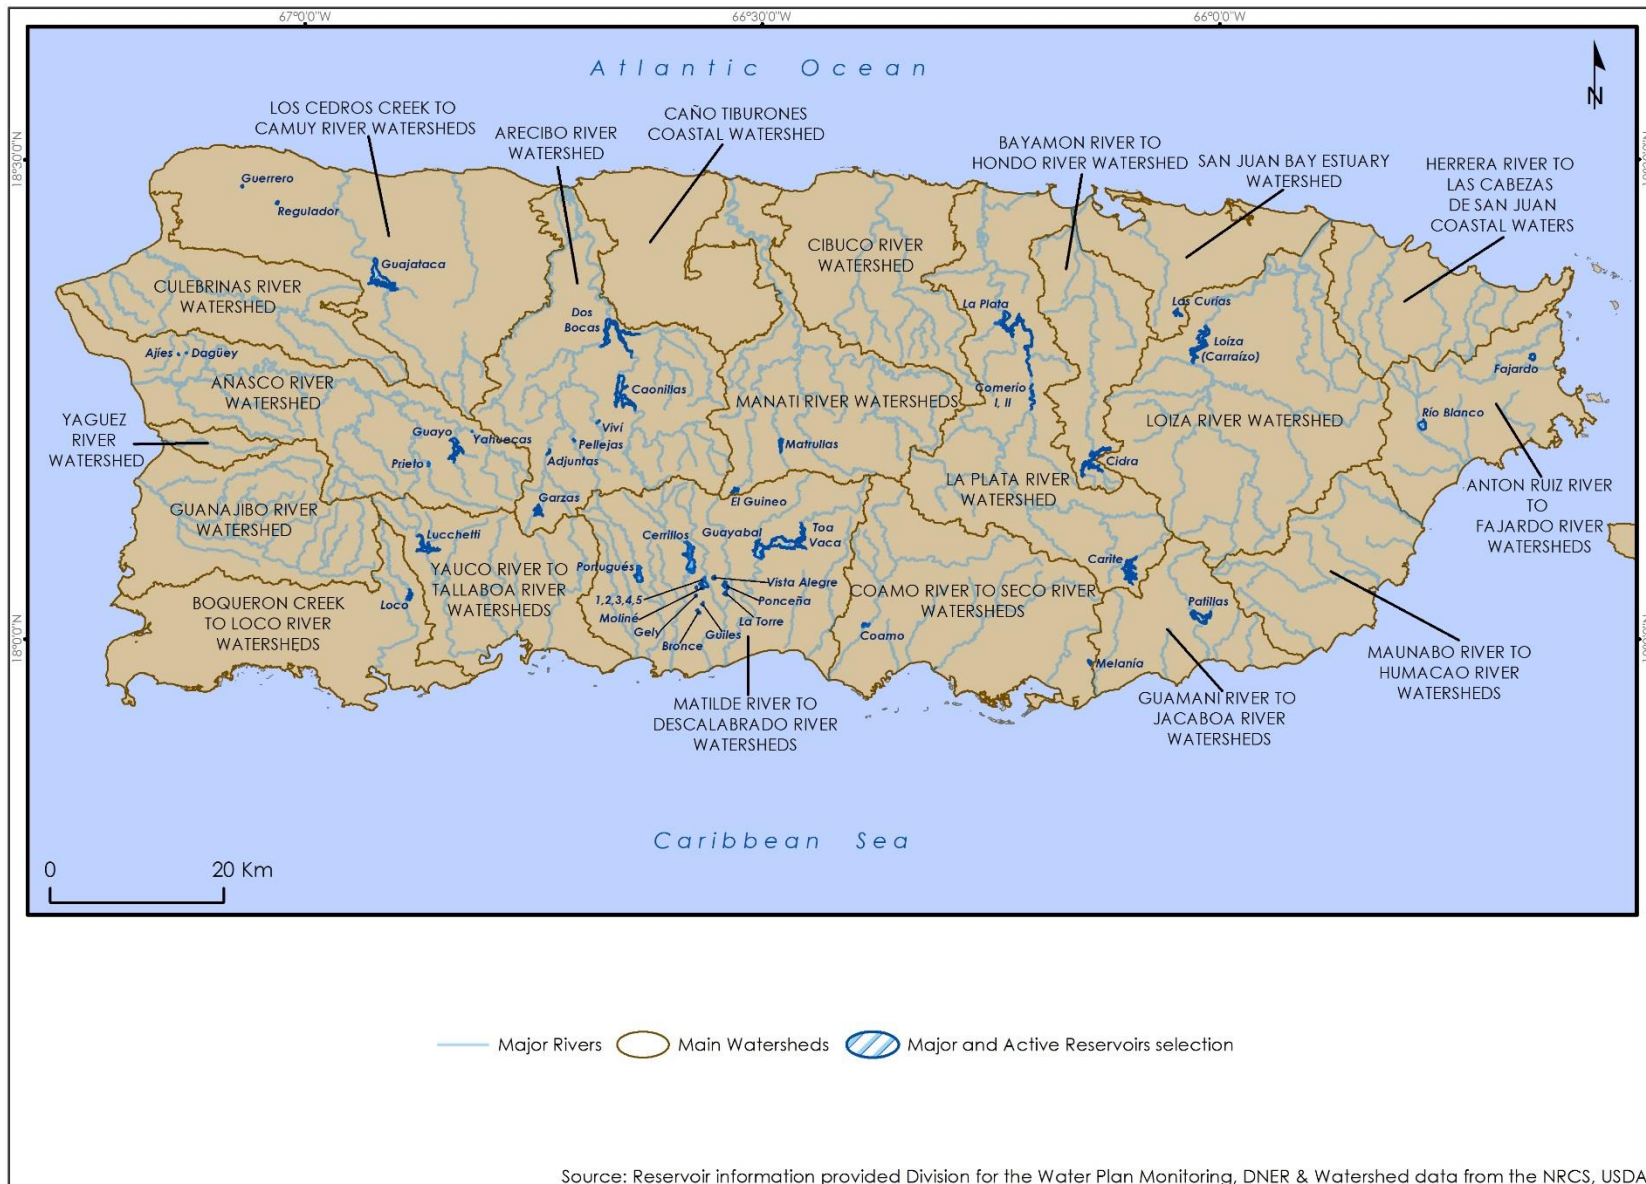 67°0'0"W
66°30'0"W
66°0'0"W
Atlantic Ocean
N
18°30'0"N
18°0'0"N
LOS CEDROS CREEK TO
CAMUY RIVER WATERSHEDS
ARECIBO RIVER
WATERSHED
CAÑO TIBURONES
COASTAL WATERSHED
BAYAMON RIVER TO
HONDO RIVER WATERSHED
SAN JUAN BAY ESTUARY
WATERSHED
HERRERA RIVER TO
LAS CABEZAS
DE SAN JUAN
COASTAL WATERS
Guerrero
Regulador
Guajataca
CULEBRINAS RIVER
WATERSHED
CIBUCO RIVER
WATERSHED
Dos
Bocas
La Plata
Las Curías
Loíza
(Carraízo)
Fajardo
Ajíes
Dagüey
AÑASCO RIVER
WATERSHED
Caonillas
MANATI RIVER WATERSHEDS
Comerío
I, II
LOIZA RIVER WATERSHED
Río Blanco
YAGUEZ
RIVER
WATERSHED
Guayo
Yahuecas
Prieto
Viví
Pellejas
Adjuntas
Matrullas
Cidra
LA PLATA RIVER
WATERSHED
ANTON RUIZ RIVER
TO
FAJARDO RIVER
WATERSHEDS
GUANAJIBO RIVER
WATERSHED
Garzas
El Guineo
Lucchetti
Cerrillos
Guayabal
Toa
Vaca
Portugués
YAUCO RIVER TO
TALLABOA RIVER
WATERSHEDS
Carite
COAMO RIVER TO SECO RIVER
WATERSHEDS
BOQUERON CREEK
TO LOCO RIVER
WATERSHEDS
Loco
1,2,3,4,5
Moliné
Gely
Bronce
Güiles
Vista Alegre
Ponceña
La Torre
Coamo
Patillas
Melanía
MATILDE RIVER TO
DESCALABRADO RIVER
WATERSHEDS
GUAMANI RIVER TO
JACABOA RIVER
WATERSHEDS
MAUNABO RIVER TO
HUMACAO RIVER
WATERSHEDS
Caribbean Sea
0 20 Km
Major Rivers Main Watersheds Major and Active Reservoirs selection
Source: Reservoir information provided Division for the Water Plan Monitoring, DNER & Watershed data from the NRCS, USDA